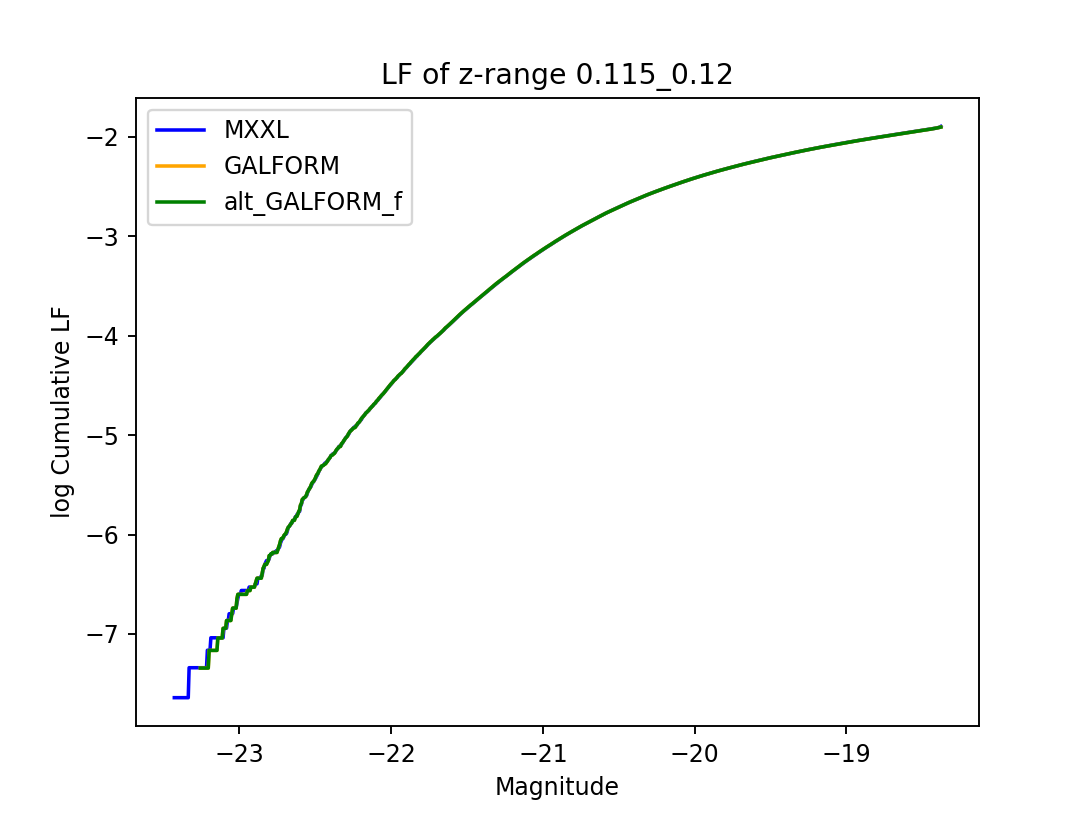 LF of z-range 0.115_0.12
MXXL
GALFORM
alt_GALFORM_f
−2
−3
−4
−5
−6
−7
log Cumulative LF
−23
−22
−21
−20
−19
Magnitude